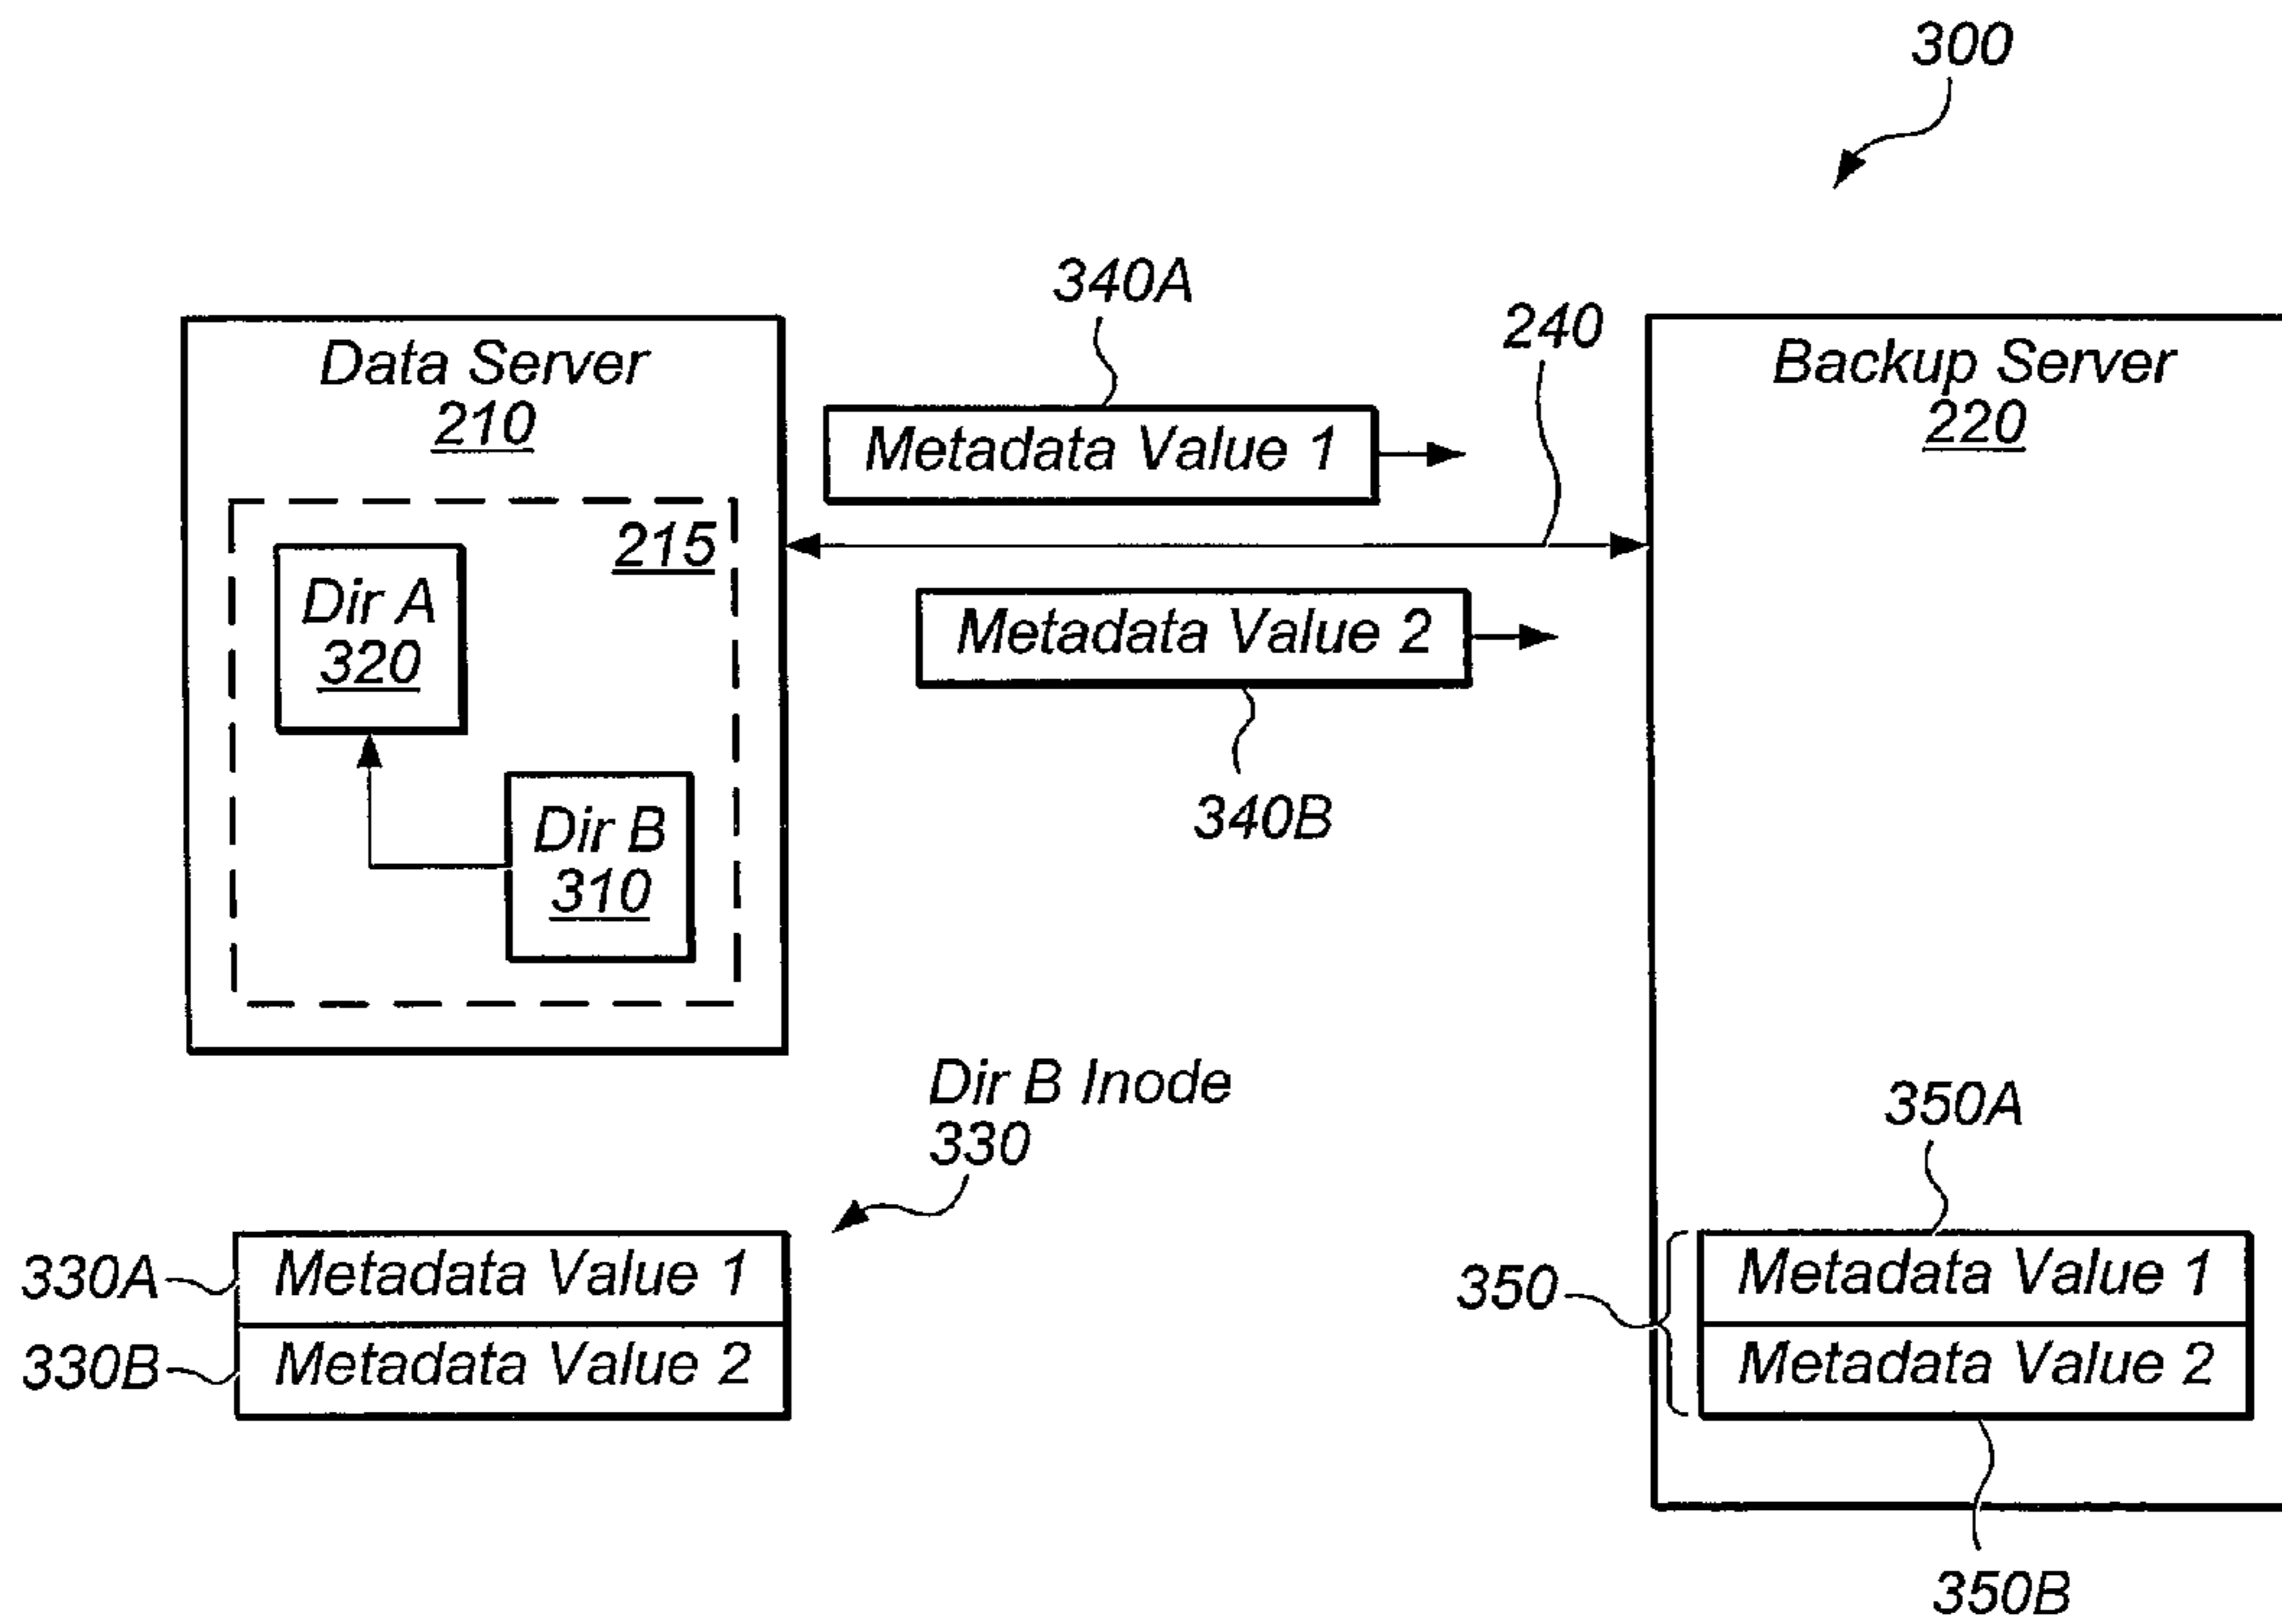 300
340A
240
Data Server
210
Metadata Value 1
Backup Server
220
215
Dir A
320
Metadata Value 2
340B
Dir B
310
Dir B Inode
330
330A
Metadata Value 1
330B
Metadata Value 2
350A
350
Metadata Value 1
Metadata Value 2
350B